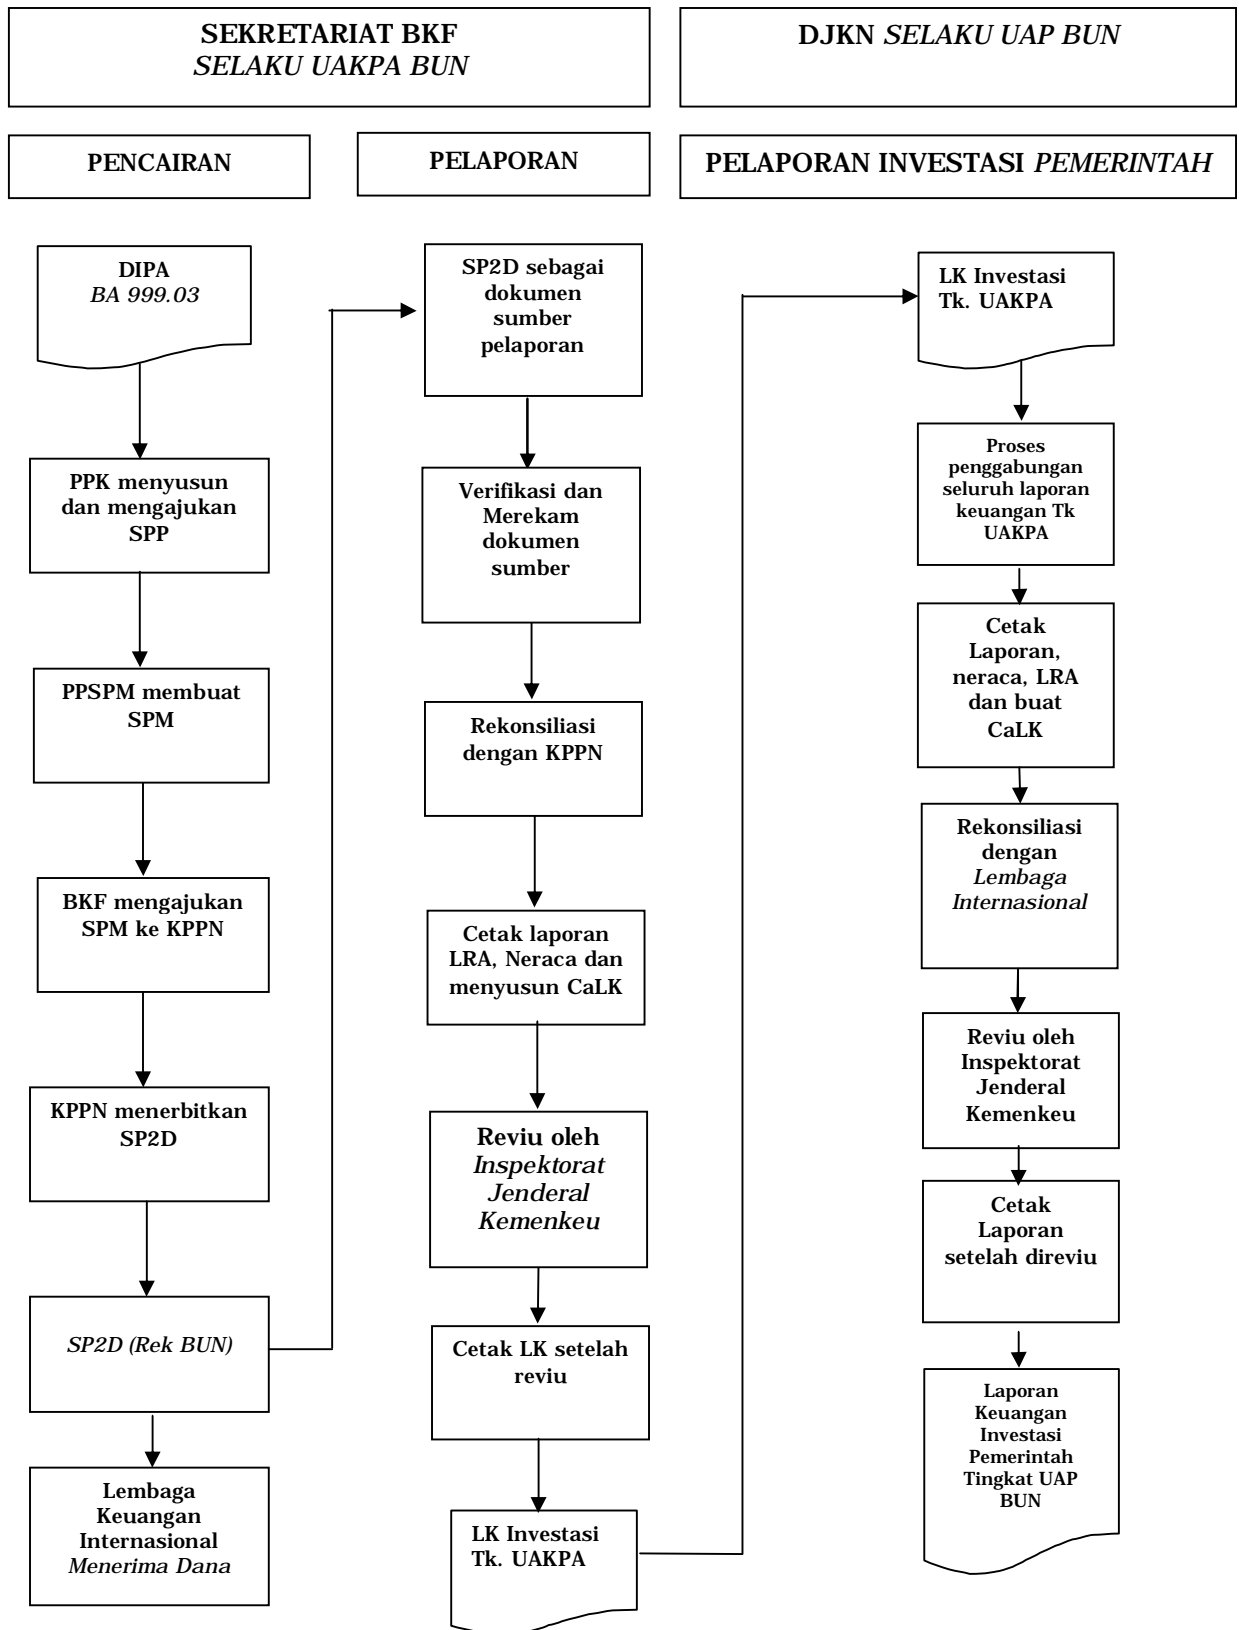 SEKRETARIAT BKF
SELAKU UAKPA BUN
DJKN SELAKU UAP BUN
PENCAIRAN
PELAPORAN
PELAPORAN INVESTASI PEMERINTAH
DIPA
BA 999.03
PPK menyusun
dan mengajukan
SPP
PPSPM membuat
SPM
BKF mengajukan
SPM ke KPPN
KPPN menerbitkan
SP2D
SP2D (Rek BUN)
Lembaga
Keuangan
Internasional
Menerima Dana
SP2D sebagai
dokumen
sumber
pelaporan
Verifikasi dan
Merekam
dokumen
sumber
Rekonsiliasi
dengan KPPN
Cetak laporan
LRA, Neraca dan
menyusun CaLK
Reviu oleh
Inspektorat
Jenderal
Kemenkeu
Cetak LK setelah
reviu
LK Investasi
Tk. UAKPA
LK Investasi
Tk. UAKPA
Proses
penggabungan
seluruh laporan
keuangan Tk
UAKPA
Cetak
Laporan,
neraca, LRA
dan buat
CaLK
Rekonsiliasi
dengan
Lembaga
Internasional
Reviu oleh
Inspektorat
Jenderal
Kemenkeu
Cetak
Laporan
setelah direviu
Laporan
Keuangan
Investasi
Pemerintah
Tingkat UAP
BUN